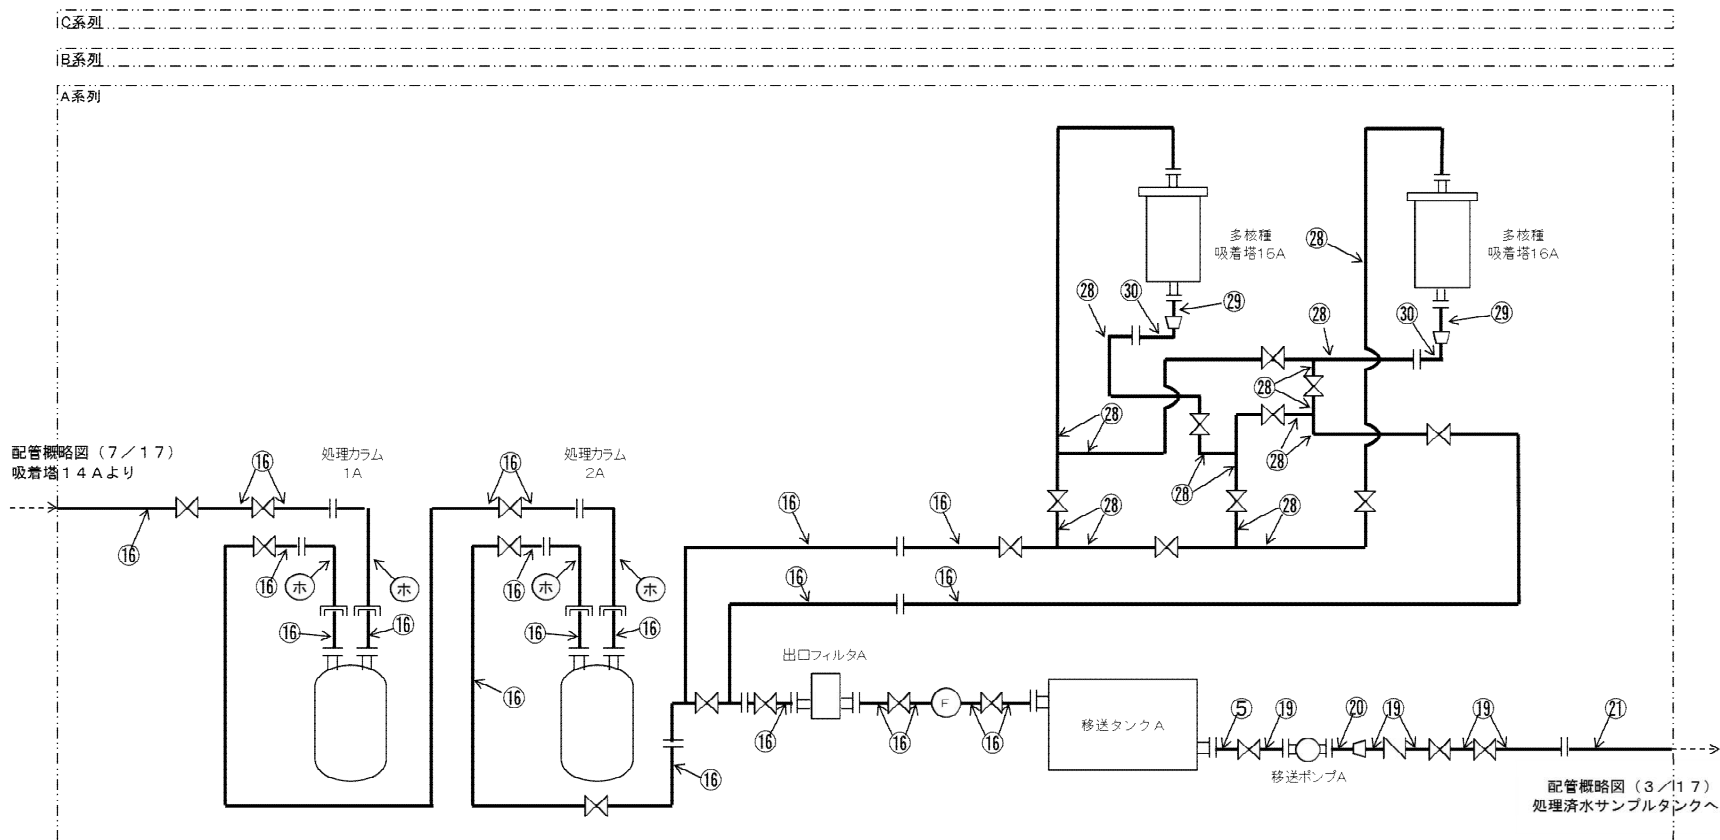 C系列
B系列
A系列
多核種
吸着塔15A
㉘
多核種
吸着塔16A
㉘
㉚
㉙
㉘
㉚
㉙
㉘
㉘
㉘
㉘
㉘
㉘
㉘
配管概略図（7／17）
吸着塔14Aより
⑯
処理カラム
1A
⑯
処理カラム
2A
⑯
⑯
⑯
⑯
ホ
ホ
⑯
ホ
ホ
⑯
⑯
⑯
⑯
⑯
⑯
⑯
⑯
出口フィルタA
⑯
⑯
F
⑯
移送タンクA
⑤
⑲
移送ポンプA
⑳
⑲
⑲
㉑
配管概略図（3／17）
処理済水サンプルタンクへ